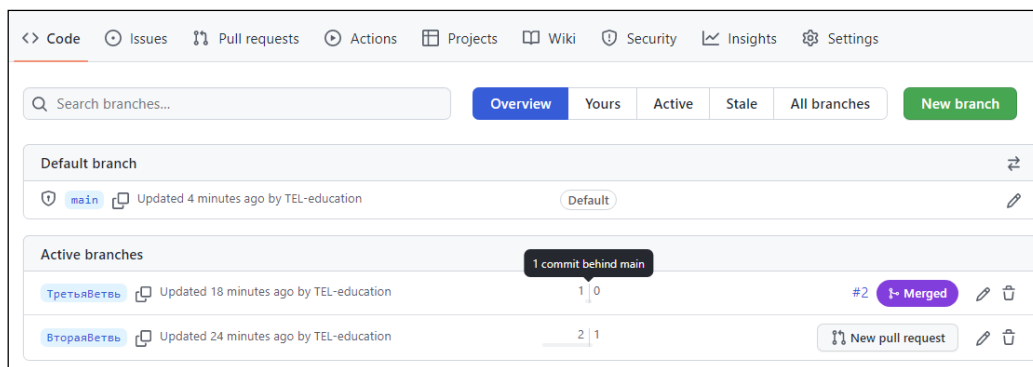 Code Issues Pull requests Actions Projects Wiki Security Insights Settings
Search branches... Overview Yours Active Stale All branches New branch
Default branch
main Updated 4 minutes ago by TEL-education Default
Active branches
1 commit behind main
ТретьяВетвь Updated 18 minutes ago by TEL-education 1 0 #2 Merged
ВтораяВетвь Updated 24 minutes ago by TEL-education 2 1 New pull request